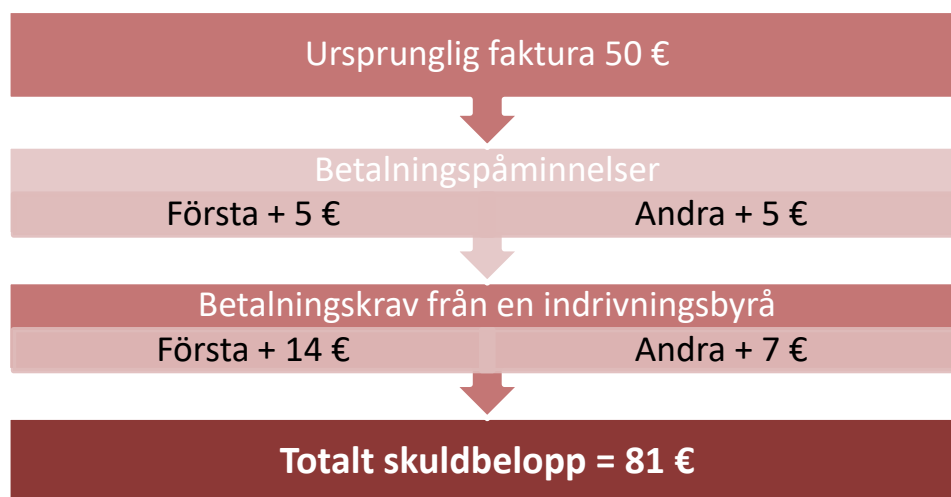 Ursprunglig faktura 50 €
Betalningspåminnelser
Första + 5 € Andra + 5 €
Betalningskrav från en indrivningsbyrå
Första + 14 € Andra + 7 €
Totalt skuldbelopp = 81 €